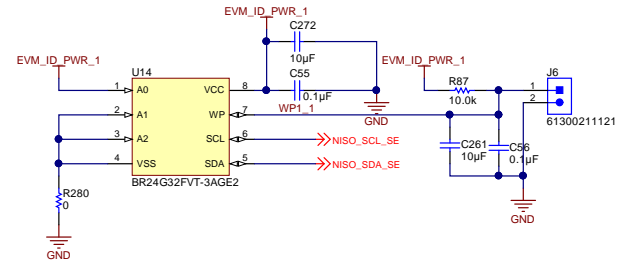 EVM_ID_PWR_1
C272
10µF
EVM_ID_PWR_1
U14
C55
0.1µF
EVM_ID_PWR_1
R87
10.0k
J6
1
2
61300211121
1
A0
VCC
8
2
A1
WP
7
WP1_1
GND
3
A2
SCL
6
NISO_SCL_SE
4
VSS
SDA
5
NISO_SDA_SE
BR24G32FVT-3AGE2
C261
10µF
C56
0.1µF
R280
0
GND
GND